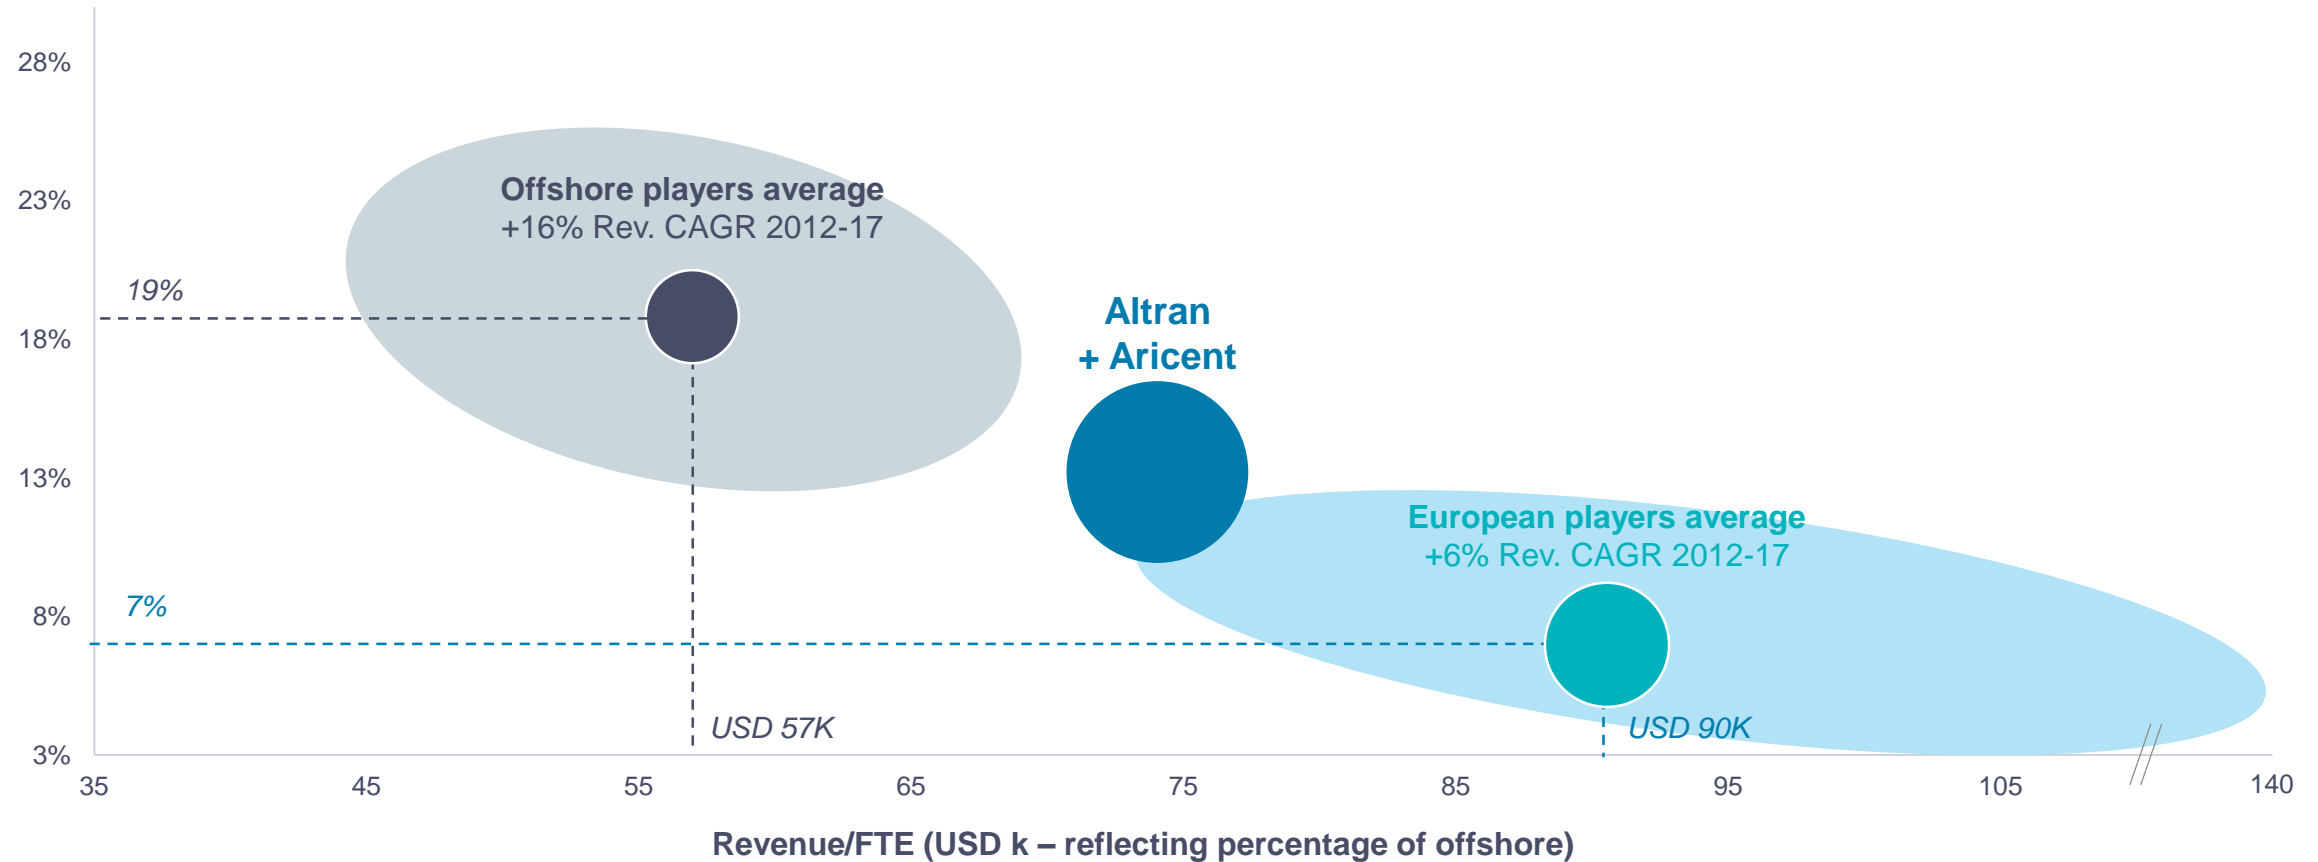 28%
23%
18%
13%
8%
3%
19%
7%
Offshore players average
+16% Rev. CAGR 2012-17
Altran
+ Aricent
European players average
+6% Rev. CAGR 2012-17
USD 57K
USD 90K
35 45 55 65 75 85 95 105 140
Revenue/FTE (USD k – reflecting percentage of offshore)